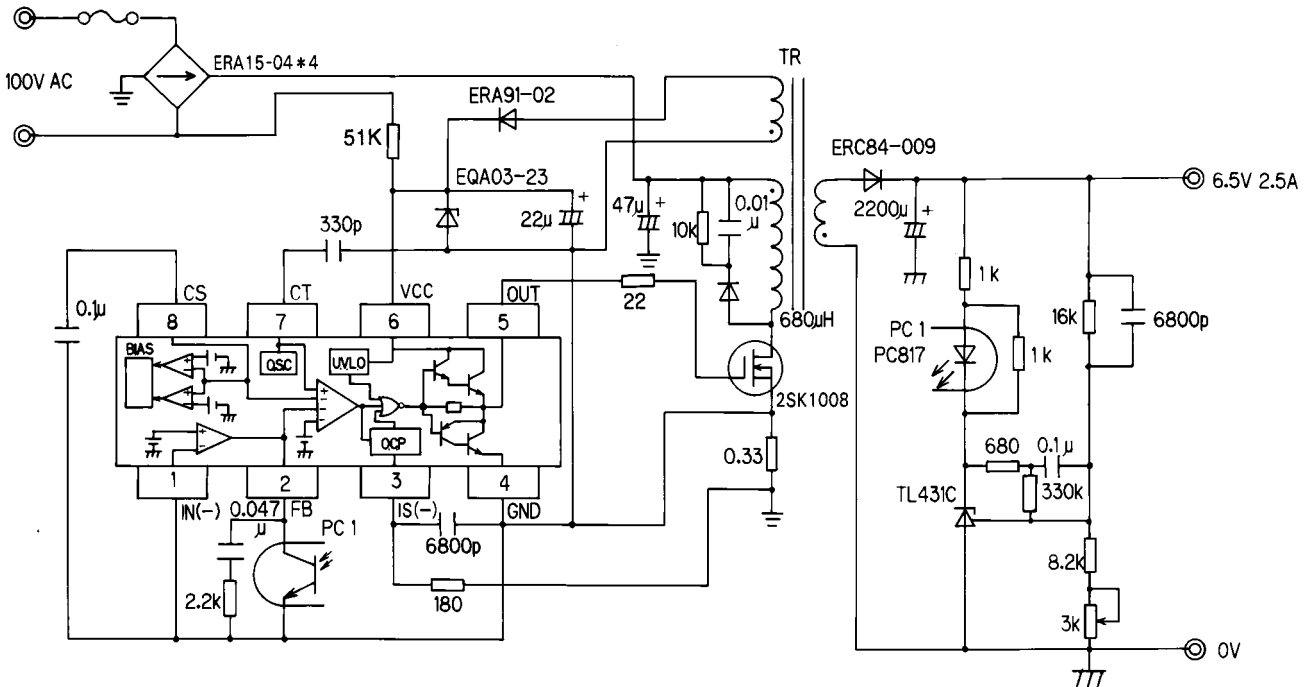 100V AC
ERA15-04*4
51K
ERA91-02
EQA03-23
22μ
+
330p
0.1μ
CS
8
CT
7
VCC
6
OUT
5
BIAS
O.S.C
U.V.L.O
O.C.P
1
IN(-)
2
FB
3
IS(-)
4
GND
0.047
μ
2.2k
PC 1
6800p
180
22
TR
47μ
+
10k
0.01
μ
680μH
2SK1008
0.33
ERC84-009
2200μ
+
6.5V 2.5A
1k
PC 1
PC817
1k
16k
6800p
680
0.1μ
330k
TL431C
8.2k
3k
0V